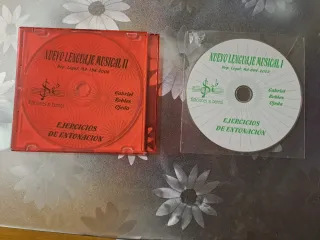 NUEVO LENGUAJE MUSICAL II
Gabriel
Robles
Ojeda
EJERCICIOS
DE ENTONACION
NUEVO LENGUAJE MUSICAL I
Gabriel
Robles
Ojeda
EJERCICIOS
DE ENTONACION